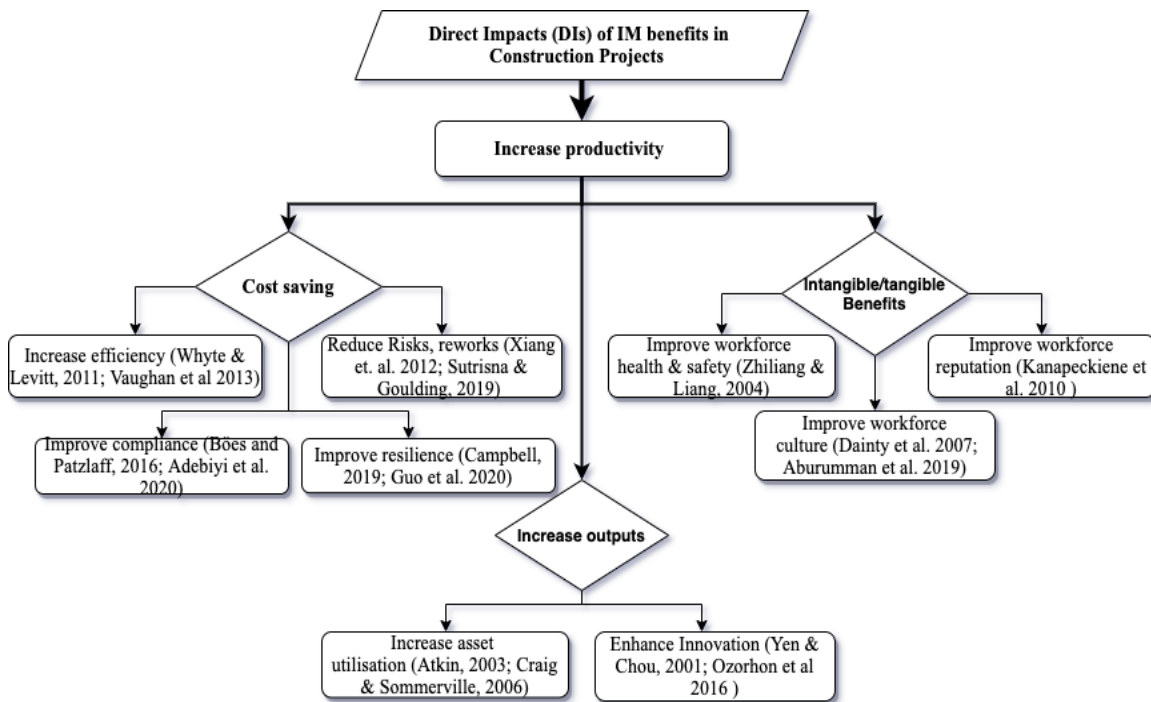 Direct Impacts (DIs) of IM benefits in
Construction Projects
Increase productivity
Cost saving
Intangible/tangible
Benefits
Increase efficiency (Whyte &
Levitt, 2011; Vaughan et al 2013)
Reduce Risks, reworks (Xiang
et. al. 2012; Sutrisna &
Goulding, 2019)
Improve workforce
health & safety (Zhiliang &
Liang, 2004)
Improve workforce
reputation (Kanapeckiene et
al. 2010 )
Improve compliance (Böes and
Patzlaff, 2016; Adebiyi et al.
2020)
Improve resilience (Campbell,
2019; Guo et al. 2020)
Improve workforce
culture (Dainty et al. 2007;
Aburumman et al. 2019)
Increase outputs
Increase asset
utilisation (Atkin, 2003; Craig
& Sommerville, 2006)
Enhance Innovation (Yen &
Chou, 2001; Ozorhon et al
2016 )